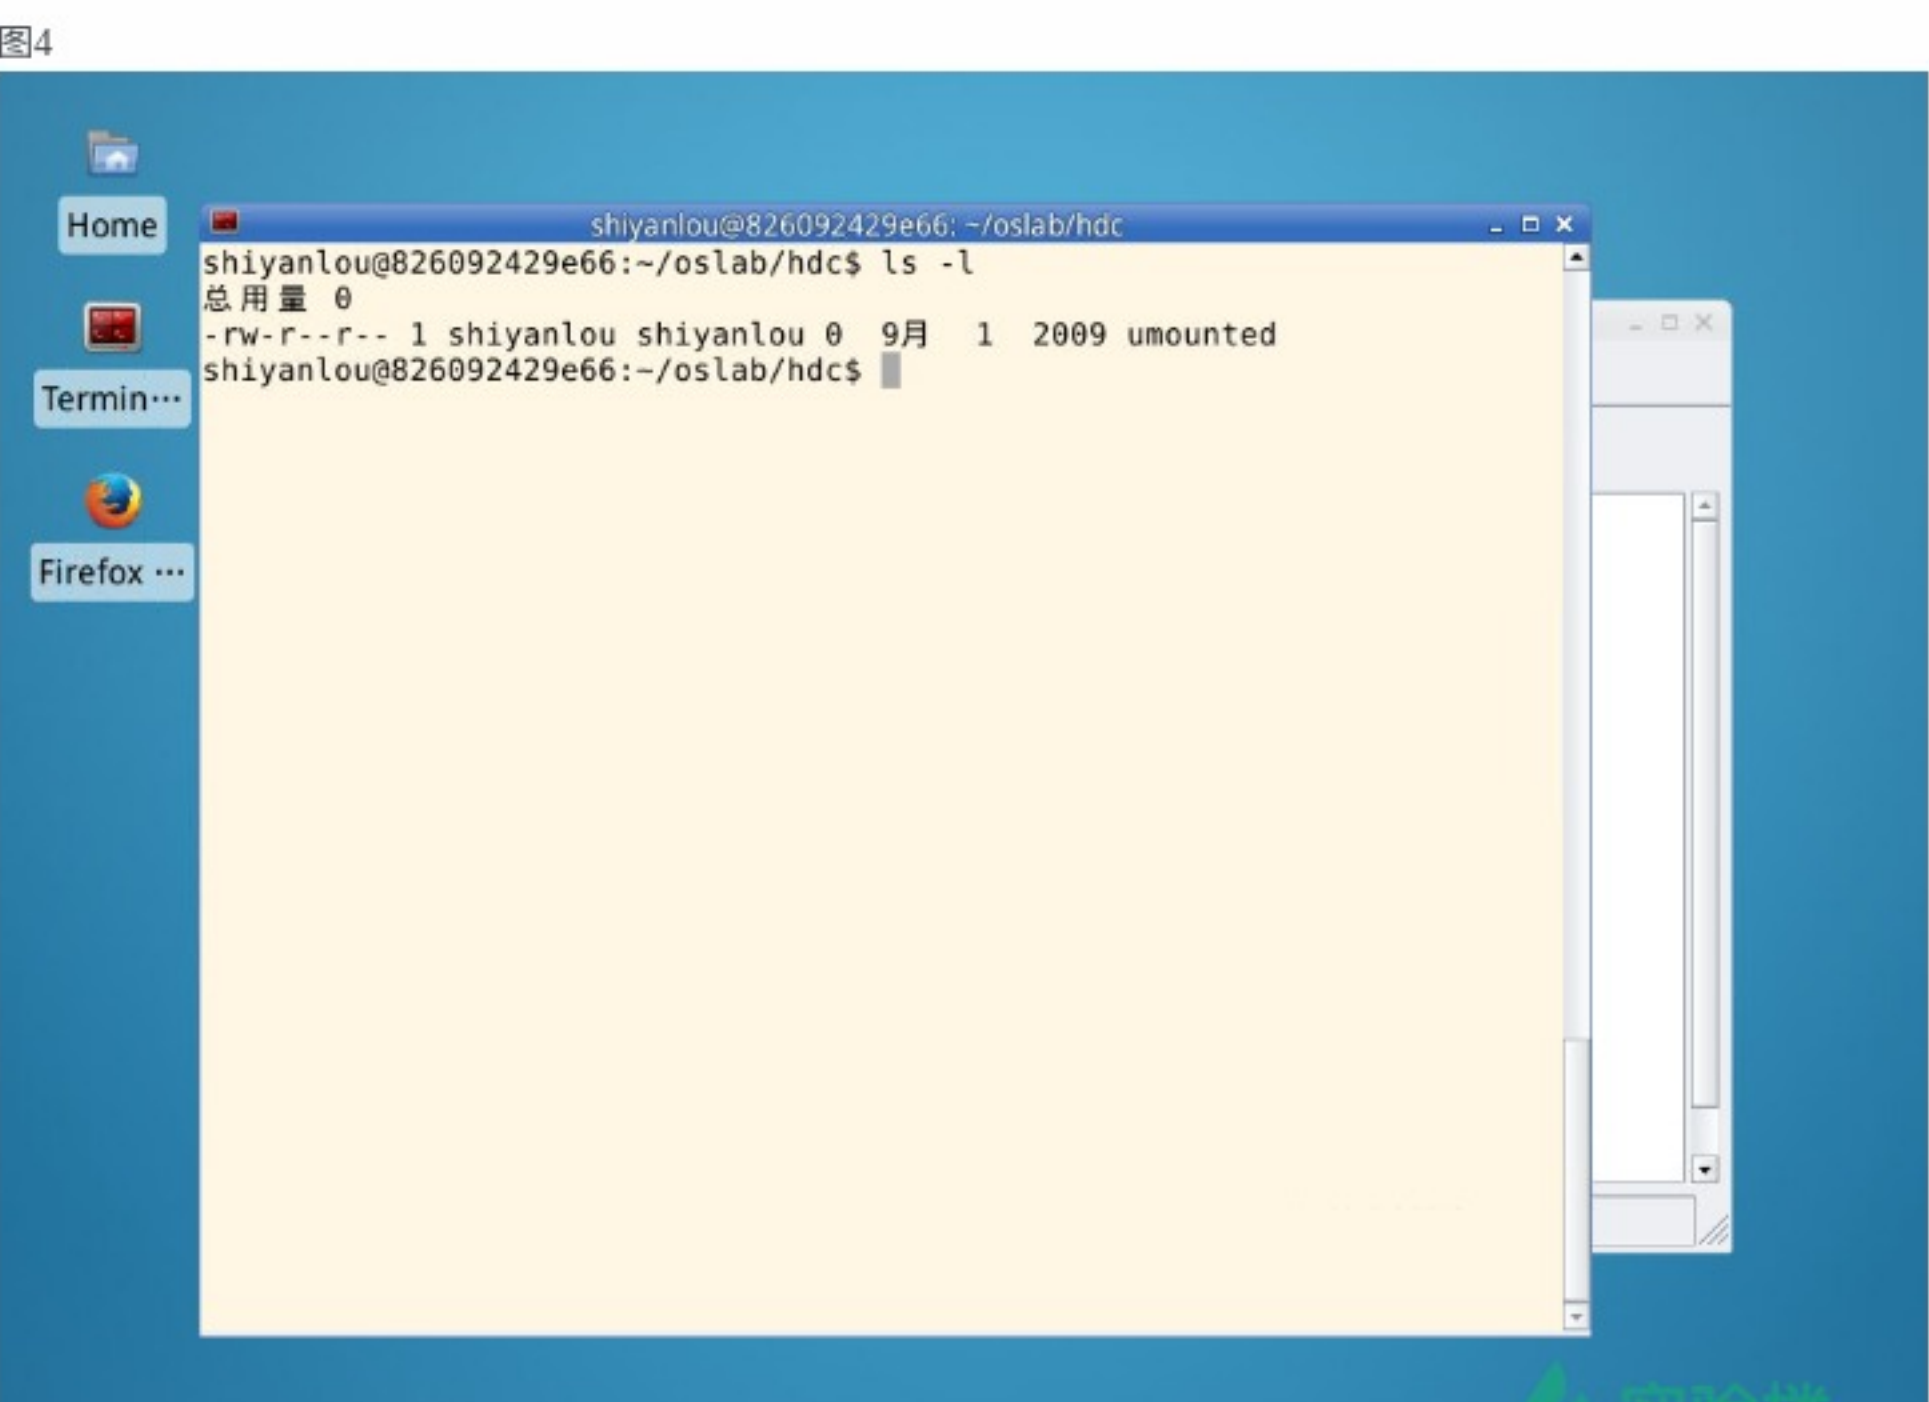 图4
Home
Termin···
Firefox ···
shiyanlou@826092429e66: ~/oslab/hdc
shiyanlou@826092429e66:~/oslab/hdc$ ls -l
总用量 0
-rw-r--r-- 1 shiyanlou shiyanlou 0  9月   1  2009 umounted
shiyanlou@826092429e66:~/oslab/hdc$